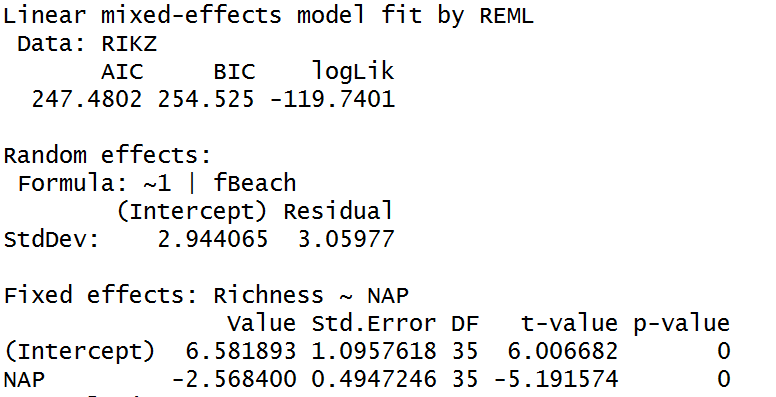 Linear mixed-effects model fit by REML
Data: RIKZ
AIC BIC logLik
247.4802 254.525 -119.7401
Random effects:
Formula: ~1 | fBeach
(Intercept) Residual
StdDev: 2.944065 3.05977
Fixed effects: Richness ~ NAP
Value Std.Error DF t-value p-value
(Intercept) 6.581893 1.0957618 35 6.006682 0
NAP -2.568400 0.4947246 35 -5.191574 0